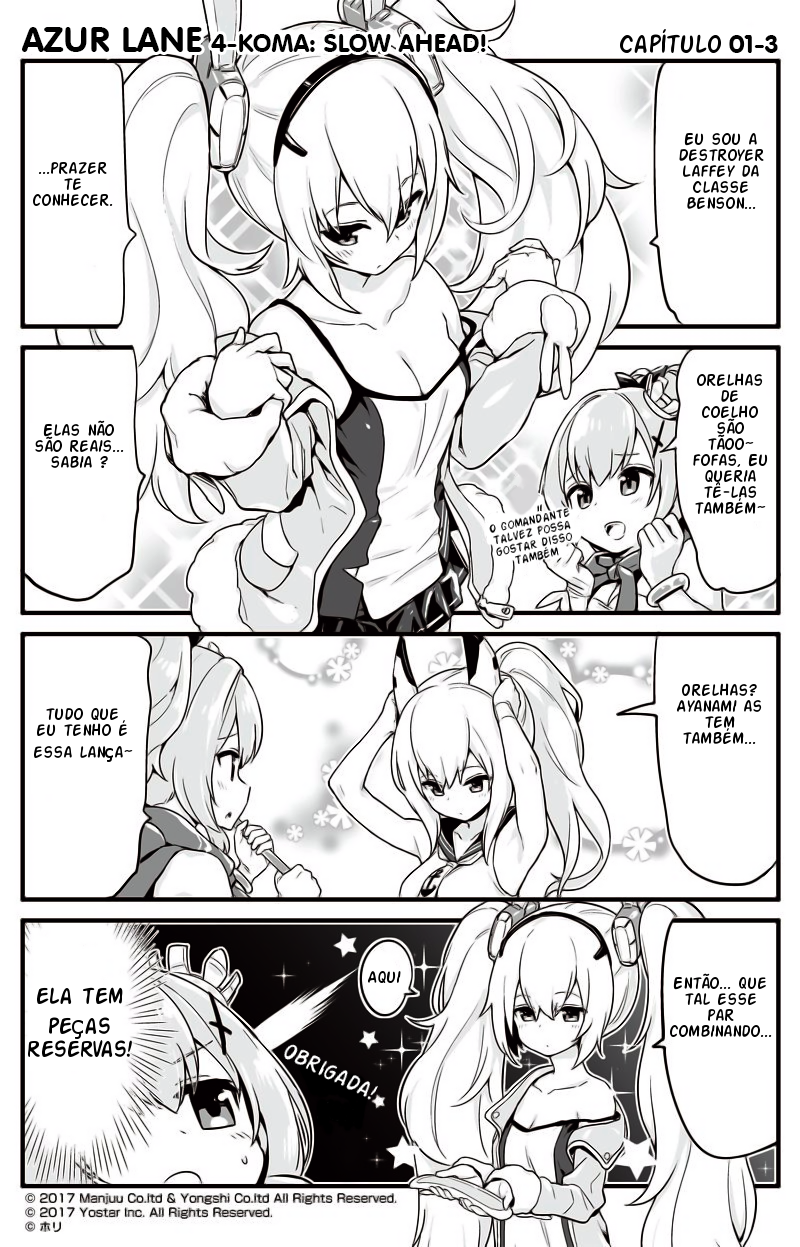 AZUR LANE 4-KOMA: SLOW AHEAD!
CAPÍTULO 01-3
EU SOU A
DESTROYER
LAFFEY DA
CLASSE
BENSON...
...PRAZER
TE
CONHECER.
ORELHAS
DE
COELHO
SÃO
TÃOO~
FOFAS, EU
QUERIA
TÊ-LAS
TAMBÉM~
O GOMANDANTE
TALVEZ POSSA
GOSTAR DISSO
TAMBÉM
ELAS NÃO
SÃO REAIS...
SABIA ?
ORELHAS?
AYANAMI AS
TEM
TAMBÉM...
TUDO QUE
EU TENHO É
ESSA LANÇA~
ENTÃO... QUE
TAL ESSE
PAR
COMBINANDO...
AQUI
OBRIGADA!
ELA TEM
PEÇAS
RESERVAS!
© 2017 Manjuu Co.ltd & Yongshi Co.ltd All Rights Reserved.
© 2017 Yostar Inc. All Rights Reserved.
© ホリ